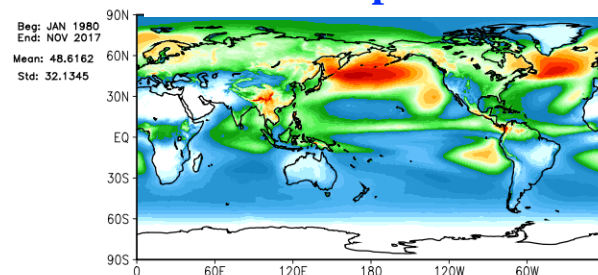 Beg: JAN 1980
End: NOV 2017
Mean: 48.6162
Std: 32.1345
90N
60N
30N
EQ
30S
60S
90S
0 60E 120E 180 120W 60W